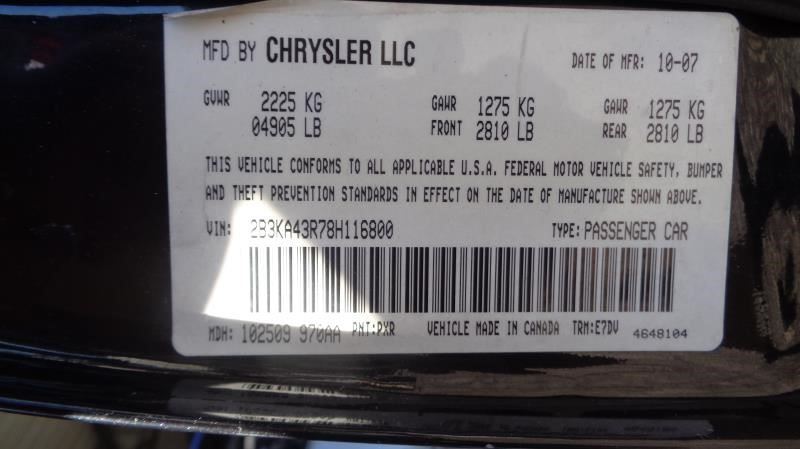 MFD BY CHRYSLER LLC DATE OF MFR: 10-07
GVWR 2225 KG GAWR 1275 KG GAWR 1275 KG
04905 LB FRONT 2810 LB REAR 2810 LB
THIS VEHICLE CONFORMS TO ALL APPLICABLE U.S.A. FEDERAL MOTOR VEHICLE SAFETY, BUMPER
AND THEFT PREVENTION STANDARDS IN EFFECT ON THE DATE OF MANUFACTURE SHOWN ABOVE.
VIN: 2B3KA43R78H116800 TYPE: PASSENGER CAR
MDH: 102509 970AA PNT: PXR VEHICLE MADE IN CANADA TRM: E7DV 4648104